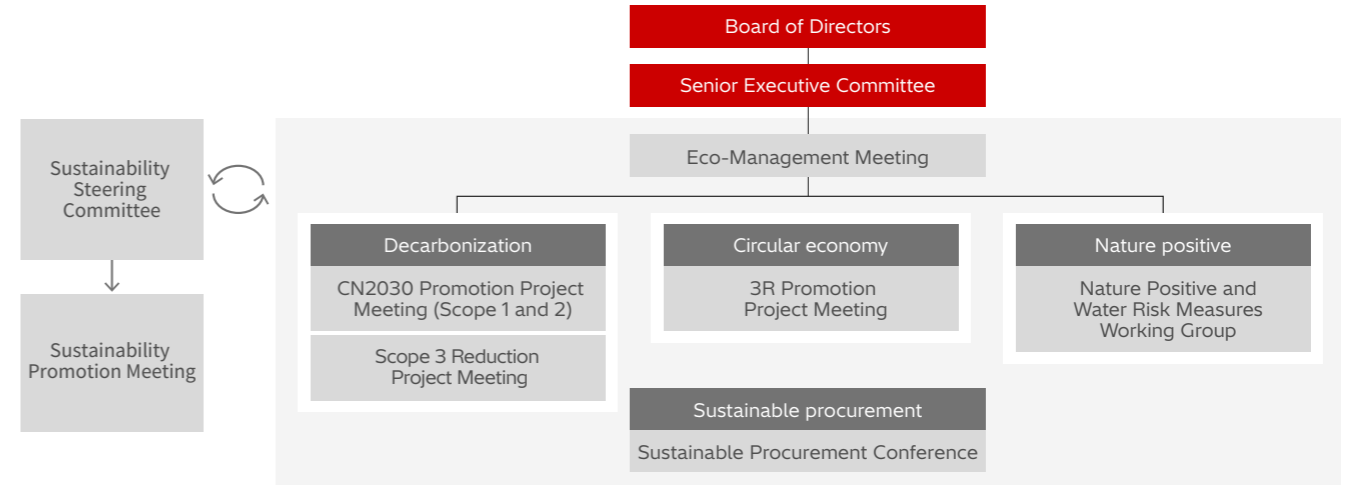 Board of Directors
Senior Executive Committee
Eco-Management Meeting
Sustainability
Steering
Committee
Sustainability
Promotion Meeting
Decarbonization
CN2030 Promotion Project
Meeting (Scope 1 and 2)
Scope 3 Reduction
Project Meeting
Circular economy
3R Promotion
Project Meeting
Nature positive
Nature Positive and
Water Risk Measures
Working Group
Sustainable procurement
Sustainable Procurement Conference